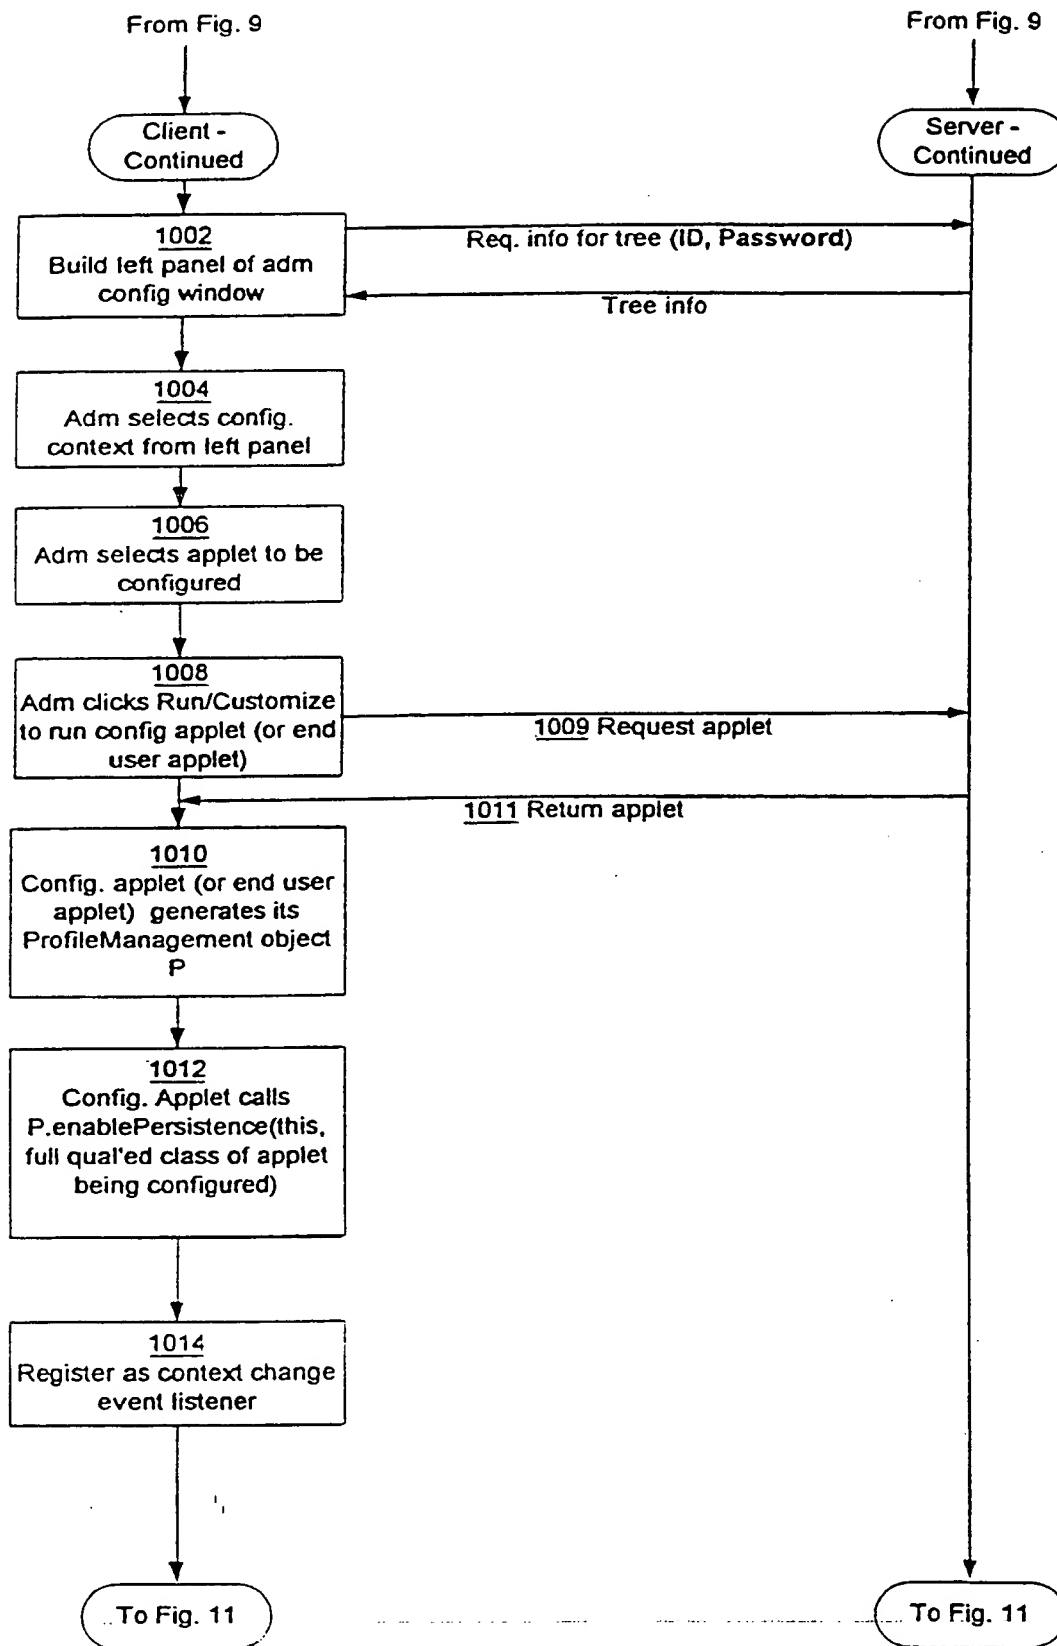 From Fig. 9
From Fig. 9
Client -
Continued
Server -
Continued
1002
Build left panel of adm
config window
Req. info for tree (ID, Password)
Tree info
1004
Adm selects config.
context from left panel
1006
Adm selects applet to be
configured
1008
Adm clicks Run/Customize
to run config applet (or end
user applet)
1009 Request applet
1011 Return applet
1010
Config. applet (or end user
applet) generates its
ProfileManagement object
P
1012
Config. Applet calls
P.enablePersistence(this,
full qual'ed class of applet
being configured)
1014
Register as context change
event listener
To Fig. 11
To Fig. 11